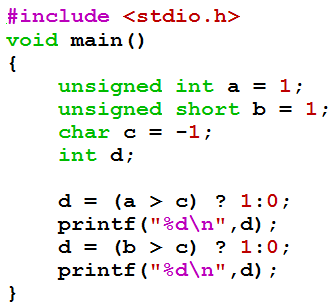 #include <stdio.h>
void main()
{
    unsigned int a = 1;
    unsigned short b = 1;
    char c = -1;
    int d;

    d = (a > c) ? 1:0;
    printf("%d\n",d);
    d = (b > c) ? 1:0;
    printf("%d\n",d);
}